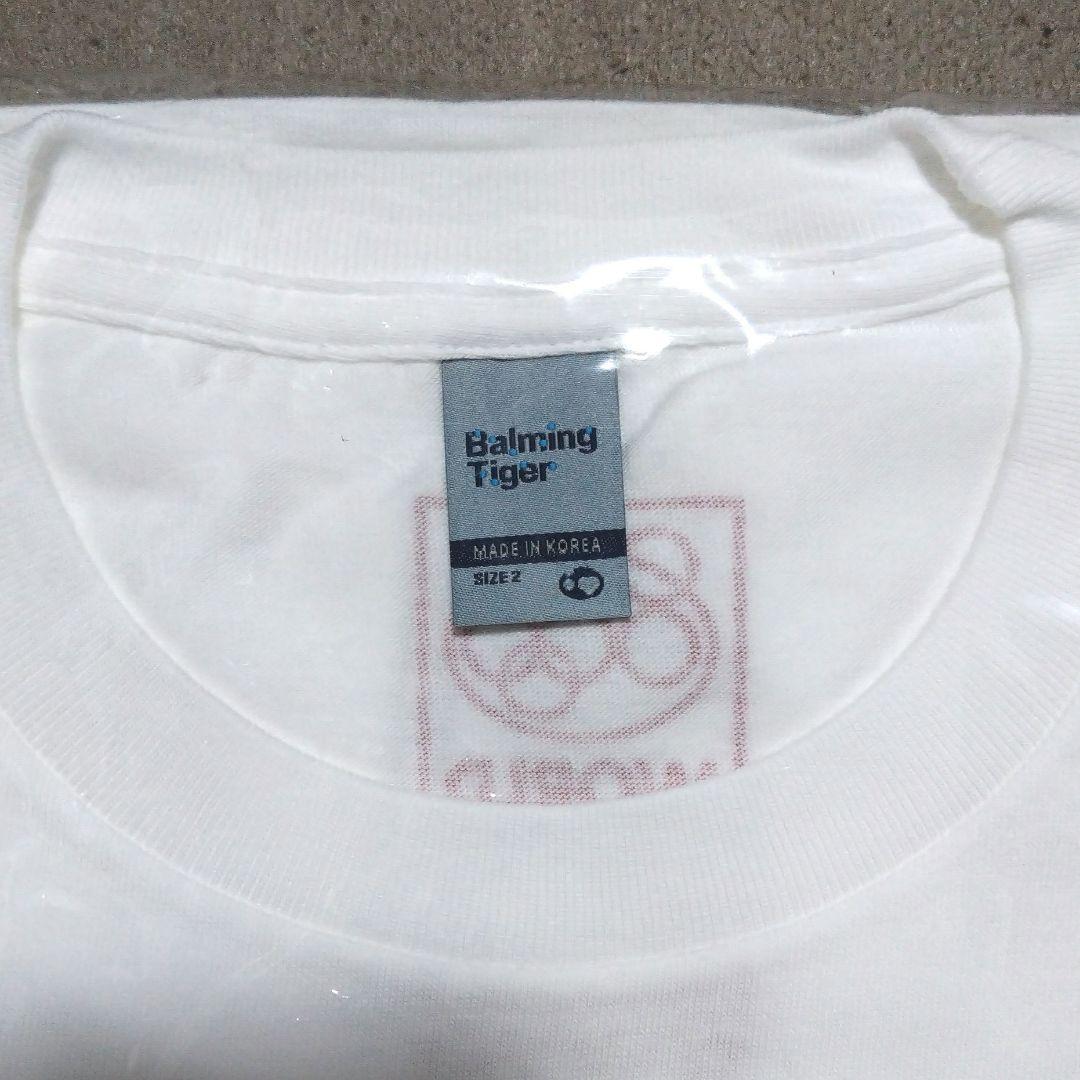 Balming
Tiger
MADE IN KOREA
SIZE 2